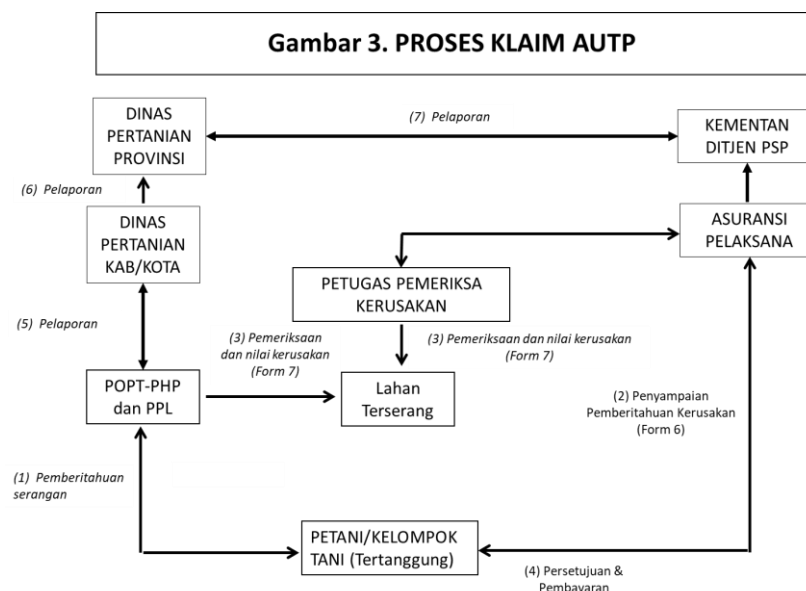 Gambar 3. PROSES KLAIM AUTP
DINAS
PERTANIAN
PROVINSI
(7) Pelaporan
KEMENTAN
DITJEN PSP
(6) Pelaporan
DINAS
PERTANIAN
KAB/KOTA
ASURANSI
PELAKSANA
PETUGAS PEMERIKSA
KERUSAKAN
(5) Pelaporan
(3) Pemeriksaan
dan nilai kerusakan
(Form 7)
(3) Pemeriksaan dan nilai kerusakan
(Form 7)
POPT-PHP
dan PPL
Lahan
Terserang
(2) Penyampaian
Pemberitahuan Kerusakan
(Form 6)
(1) Pemberitahuan
serangan
PETANI/KELOMPOK
TANI (Tertanggung)
(4) Persetujuan &
Pembayaran